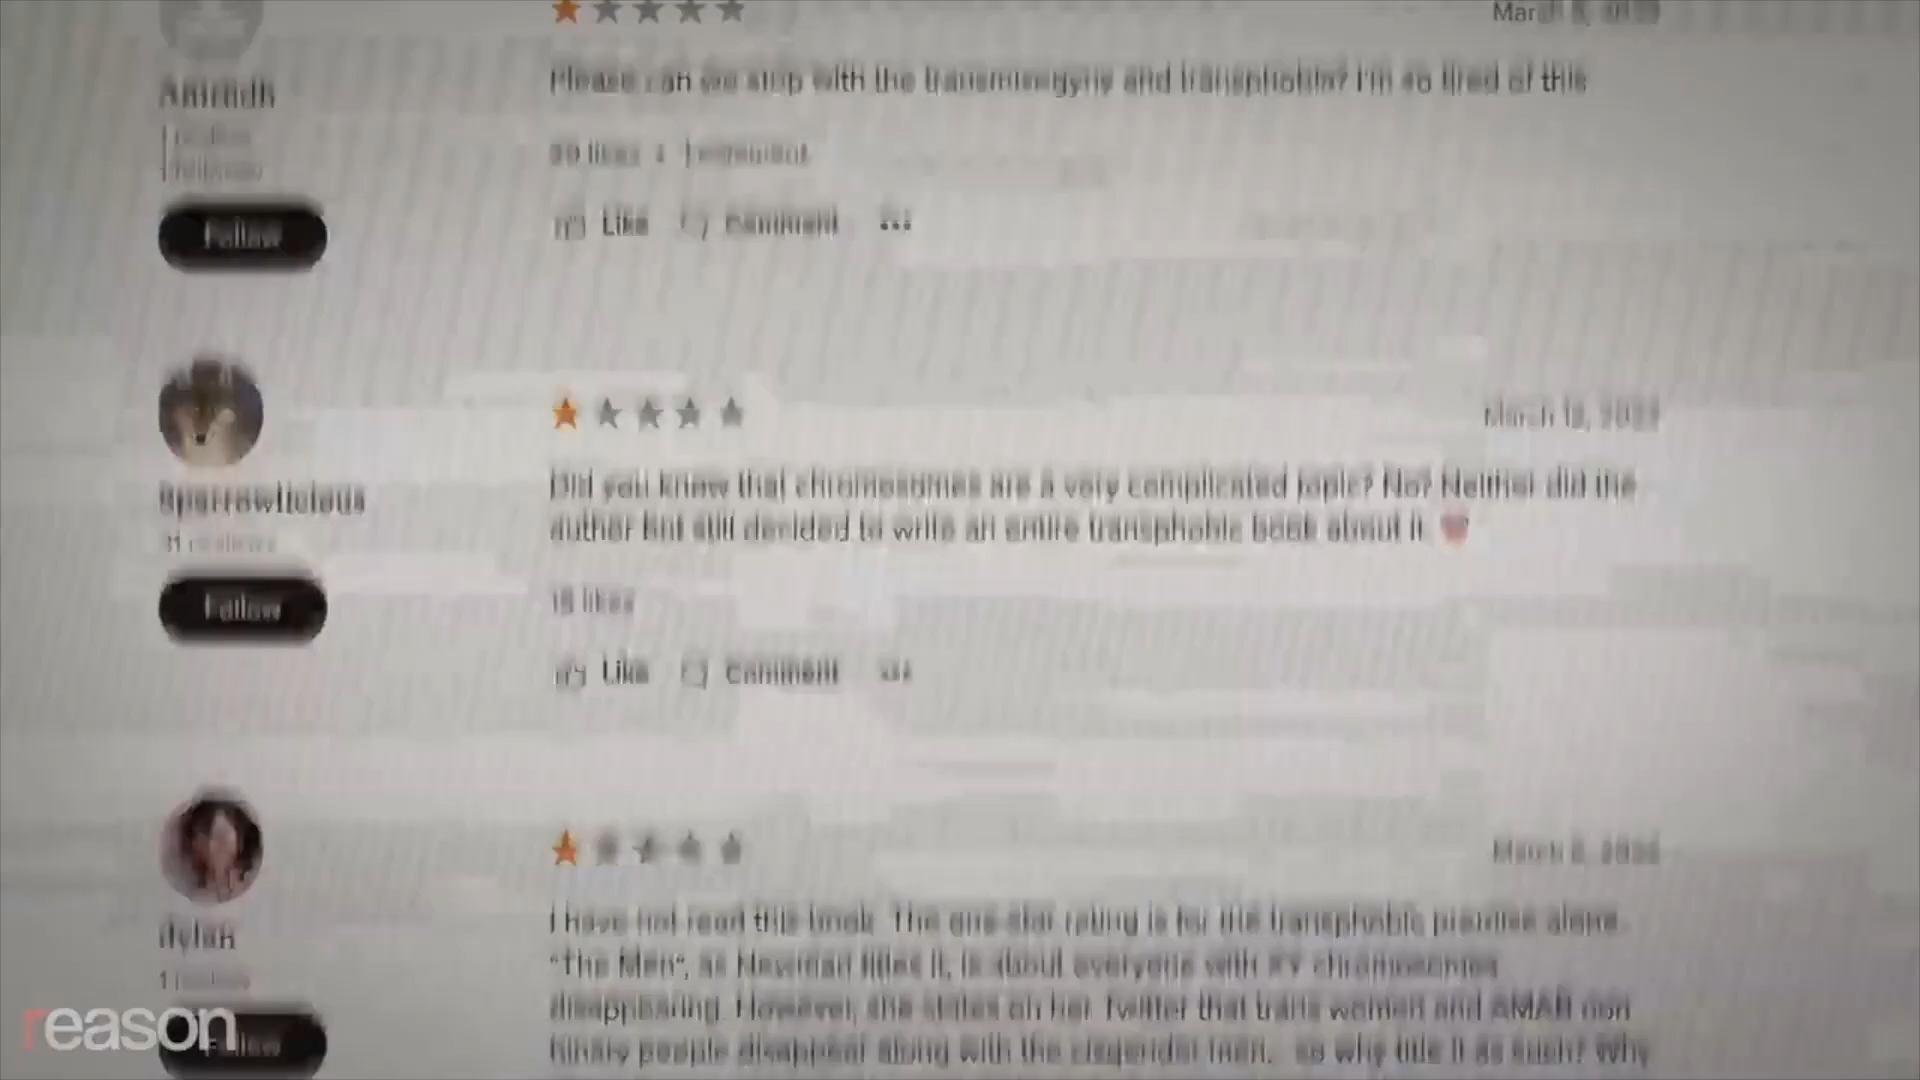 Please can we stop with the transmisogyny and transphobia? I'm so tired of this
Like Comment
Follow
March 13,
Sparrowlicious
Did you know that chromosomes are a very complicated topic? No? Neither did the
author but still decided to write an entire transphobic book about it.
31 reviews
Follow
likes
Like Comment
dylan
I have not read this book. The one star rating is for the transphobic premise alone.
"The Men", as Newman titles it, is about everyone with XY chromosomes
1 review
disappearing. However, she states on her Twitter that trans women and AMAB non
binary people disappear along with the cisgender men. so why title it as such? Why
reason
Follow